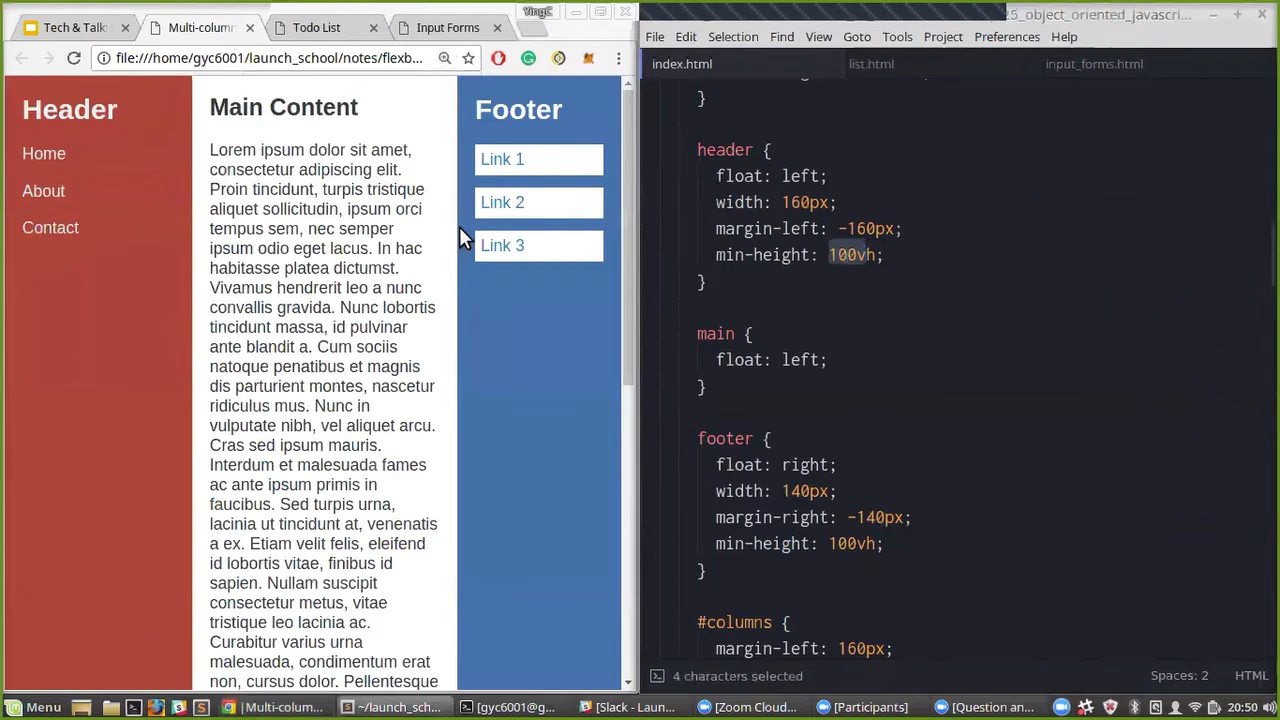 YingC
Tech & Talk
Multi-column
Todo List
Input Forms
file:///home/gyc6001/launch_school/notes/flexb...
Header
Home
About
Contact
Main Content
Lorem ipsum dolor sit amet,
consectetur adipiscing elit.
Proin tincidunt, turpis tristique
aliquet sollicitudin, ipsum orci
tempus sem, nec semper
ipsum odio eget lacus. In hac
habitasse platea dictumst.
Vivamus hendrerit leo a nunc
convallis gravida. Nunc lobortis
tincidunt massa, id pulvinar
ante blandit a. Cum sociis
natoque penatibus et magnis
dis parturient montes, nascetur
ridiculus mus. Nunc in
vulputate nibh, vel aliquet arcu.
Cras sed ipsum mauris.
Interdum et malesuada fames
ac ante ipsum primis in
faucibus. Sed turpis urna,
lacinia ut tincidunt at, venenatis
a ex. Etiam velit felis, eleifend
id lobortis vitae, finibus id
sapien. Nullam suscipit
consectetur metus, vitae
tristique leo lacinia ac.
Curabitur varius urna
malesuada, condimentum erat
non, cursus dolor. Pellentesque
Footer
Link 1
Link 2
Link 3
25_object_oriented_javascri...
File Edit Selection Find View Goto Tools Project Preferences Help
index.html list.html input_forms.html
}
header {
float: left;
width: 160px;
margin-left: -160px;
min-height: 100vh;
}
main {
float: left;
}
footer {
float: right;
width: 140px;
margin-right: -140px;
min-height: 100vh;
}
#columns {
margin-left: 160px;
4 characters selected
Spaces: 2
HTML
Menu
|Multi-colum...
~/launch_sch...
[gyc6001@g...
Slack - Laun...
[Zoom Cloud...
[Participants]
[Question an...
20:50